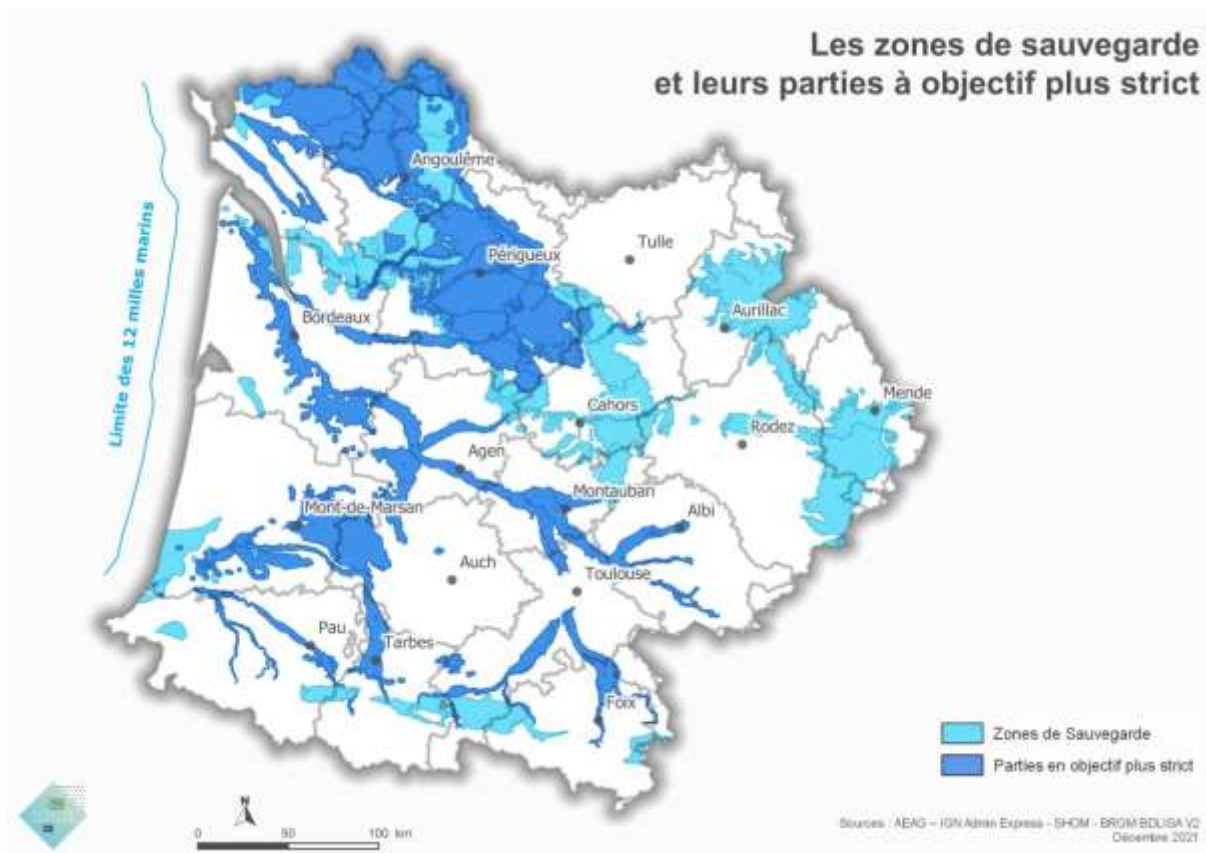 Les zones de sauvegarde
et leurs parties à objectif plus strict
Limite des 12 milles marins
Angoulême
Périgueux
Tulle
Aurillac
Bordeaux
Mende
Cahors
Rodez
Agen
Montauban
Mont-de-Marsan
Albi
Auch
Toulouse
Pau
Tarbes
Foix
Zones de Sauvegarde
Parties en objectif plus strict
N
0 50 100 km
Sources : AEAG – IGN Admin Express - SHOM - BRGM BDLISA V2
Décembre 2021